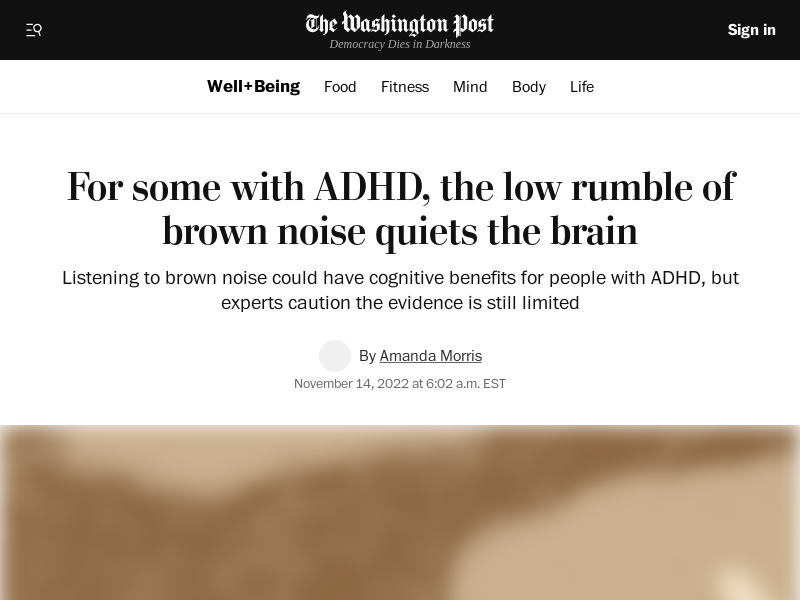 The Washington Post
Democracy Dies in Darkness
Sign in
Well+Being Food Fitness Mind Body Life
For some with ADHD, the low rumble of
brown noise quiets the brain
Listening to brown noise could have cognitive benefits for people with ADHD, but
experts caution the evidence is still limited
By Amanda Morris
November 14, 2022 at 6:02 a.m. EST